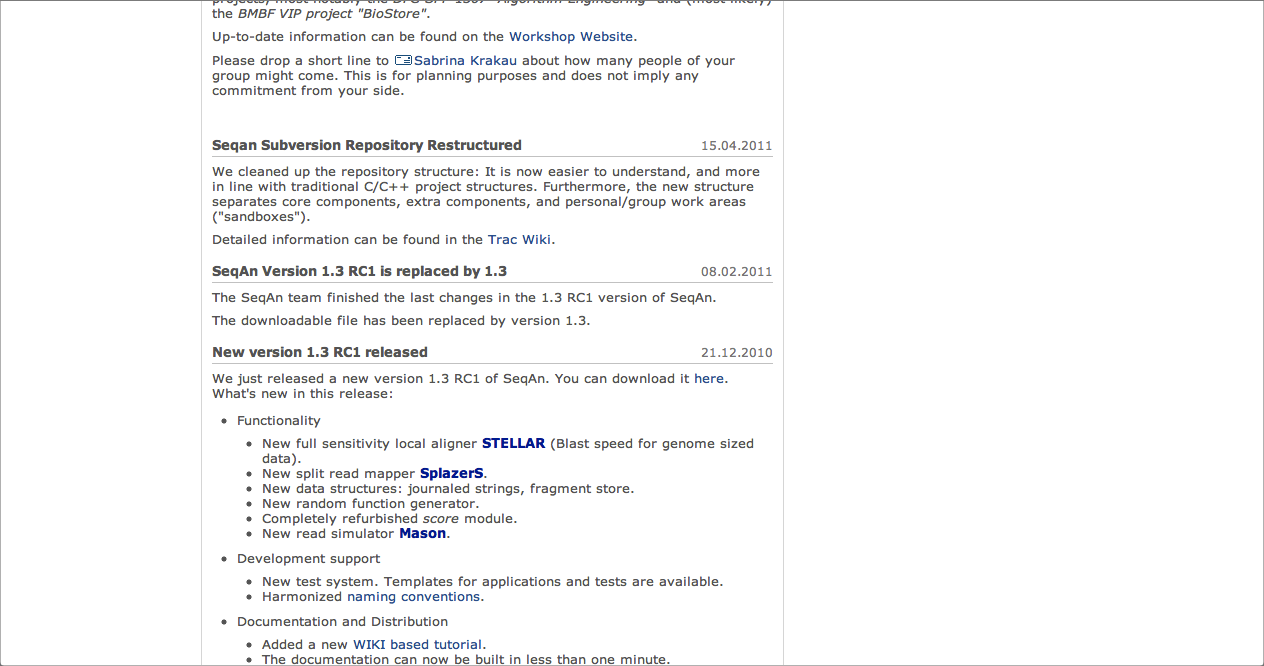 projects, most notably the DFG SPP 1307 "Algorithm Engineering" and (most likely)
the BMBF VIP project "BioStore".
Up-to-date information can be found on the Workshop Website.
Please drop a short line to Sabrina Krakau about how many people of your
group might come. This is for planning purposes and does not imply any
commitment from your side.
Seqan Subversion Repository Restructured 15.04.2011
We cleaned up the repository structure: It is now easier to understand, and more
in line with traditional C/C++ project structures. Furthermore, the new structure
separates core components, extra components, and personal/group work areas
("sandboxes").
Detailed information can be found in the Trac Wiki.
SeqAn Version 1.3 RC1 is replaced by 1.3 08.02.2011
The SeqAn team finished the last changes in the 1.3 RC1 version of SeqAn.
The downloadable file has been replaced by version 1.3.
New version 1.3 RC1 released 21.12.2010
We just released a new version 1.3 RC1 of SeqAn. You can download it here.
What's new in this release:
• Functionality
• New full sensitivity local aligner STELLAR (Blast speed for genome sized
data).
• New split read mapper SplazerS.
• New data structures: journaled strings, fragment store.
• New random function generator.
• Completely refurbished score module.
• New read simulator Mason.
• Development support
• New test system. Templates for applications and tests are available.
• Harmonized naming conventions.
• Documentation and Distribution
• Added a new WIKI based tutorial.
• The documentation can now be built in less than one minute.